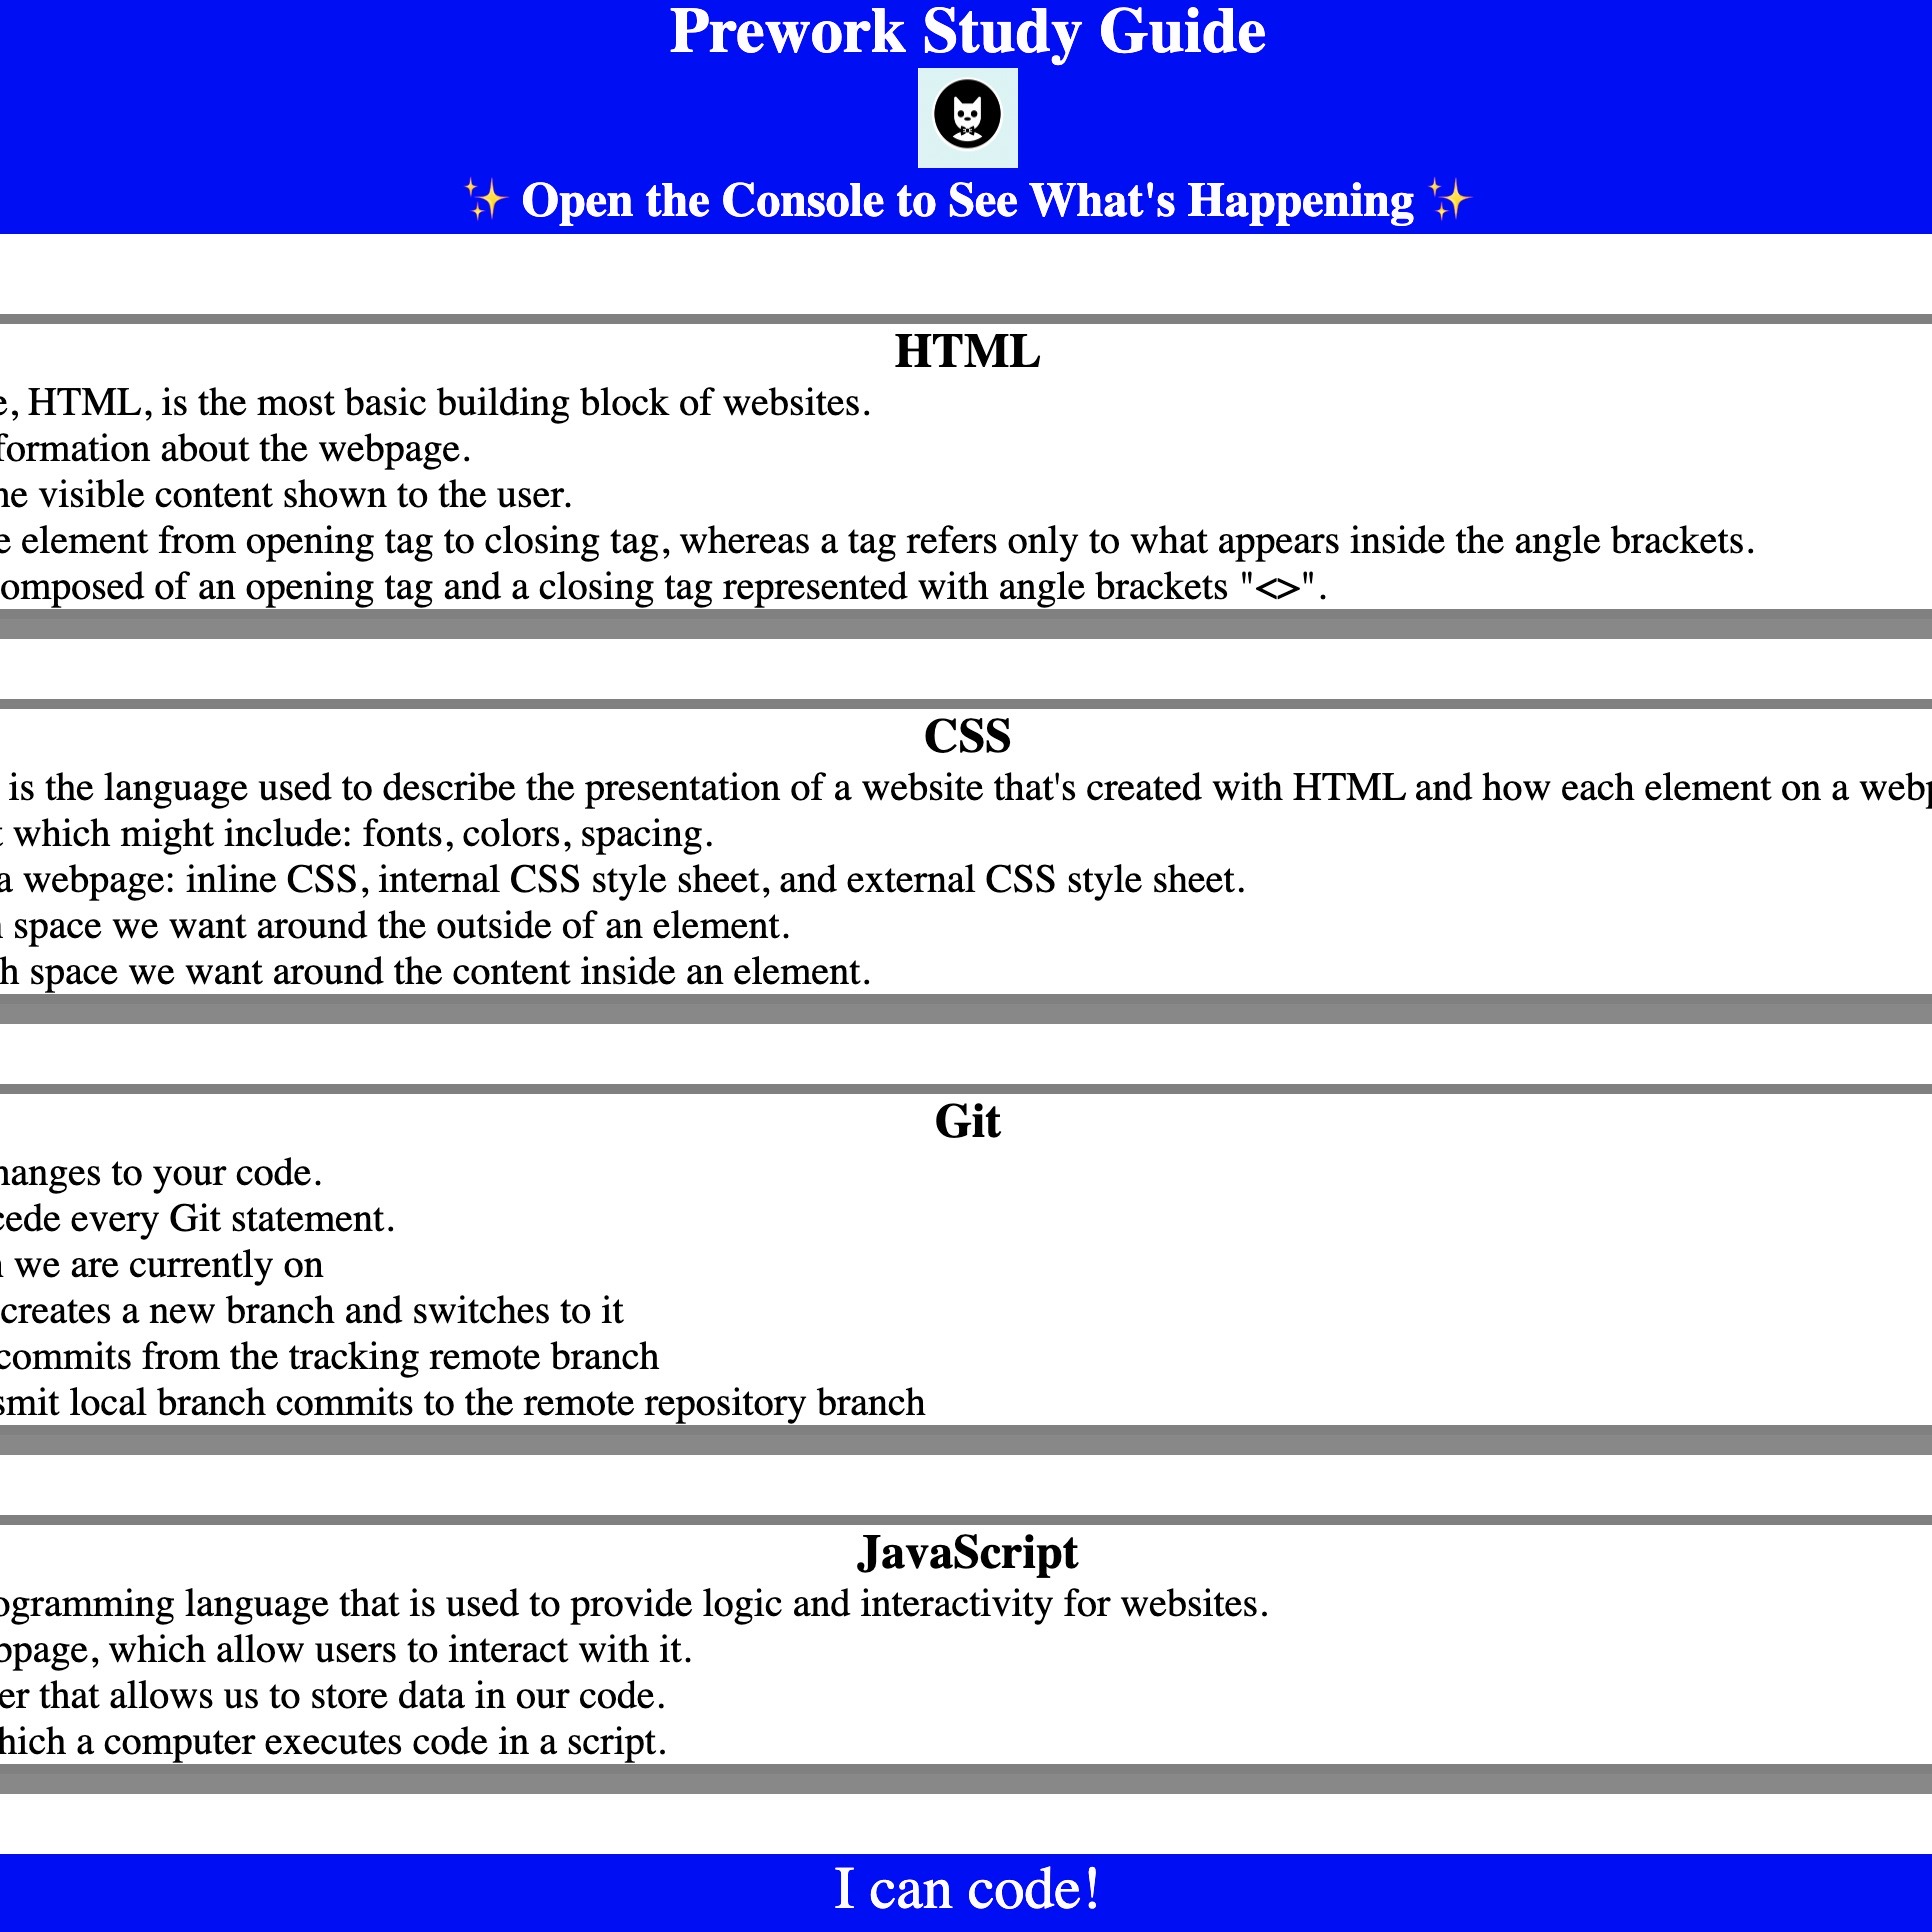 Prework Study Guide
✨ Open the Console to See What's Happening ✨
HTML
, HTML, is the most basic building block of websites.
formation about the webpage.
visible content shown to the user.
element from opening tag to closing tag, whereas a tag refers only to what appears inside the angle brackets.
omposed of an opening tag and a closing tag represented with angle brackets "<>".
CSS
is the language used to describe the presentation of a website that's created with HTML and how each element on a webp
which might include: fonts, colors, spacing.
a webpage: inline CSS, internal CSS style sheet, and external CSS style sheet.
space we want around the outside of an element.
h space we want around the content inside an element.
Git
hanges to your code.
cede every Git statement.
we are currently on
creates a new branch and switches to it
commits from the tracking remote branch
smit local branch commits to the remote repository branch
JavaScript
ogramming language that is used to provide logic and interactivity for websites.
bpage, which allow users to interact with it.
er that allows us to store data in our code.
hich a computer executes code in a script.
I can code!